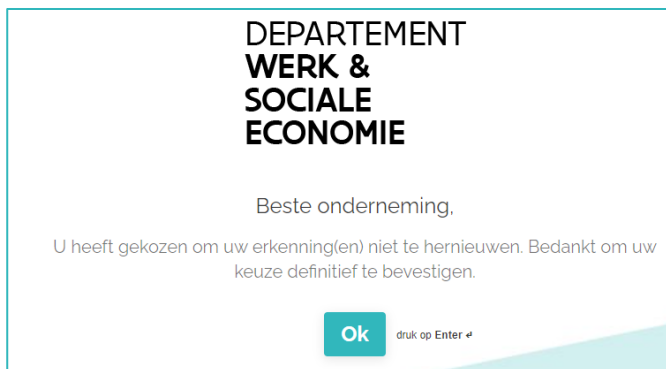 DEPARTEMENT
WERK &
SOCIALE
ECONOMIE
Beste onderneming,
U heeft gekozen om uw erkenning(en) niet te hernieuwen. Bedankt om uw
keuze definitief te bevestigen.
Ok druk op Enter ↵